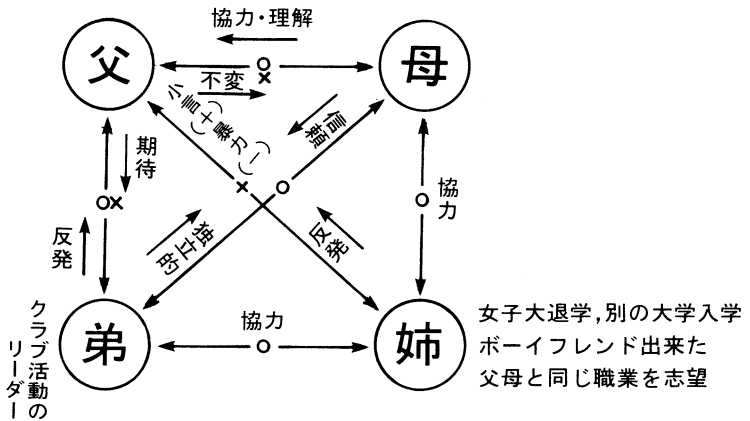 協力・理解
父
母
不変
小言(+)
暴力(−)
信頼
期待
反発
協力
独立的
反発
弟
協力
姉
クラブ活動の
リーダー
女子大退学,別の大学入学
ボーイフレンド出来た
父母と同じ職業を志望